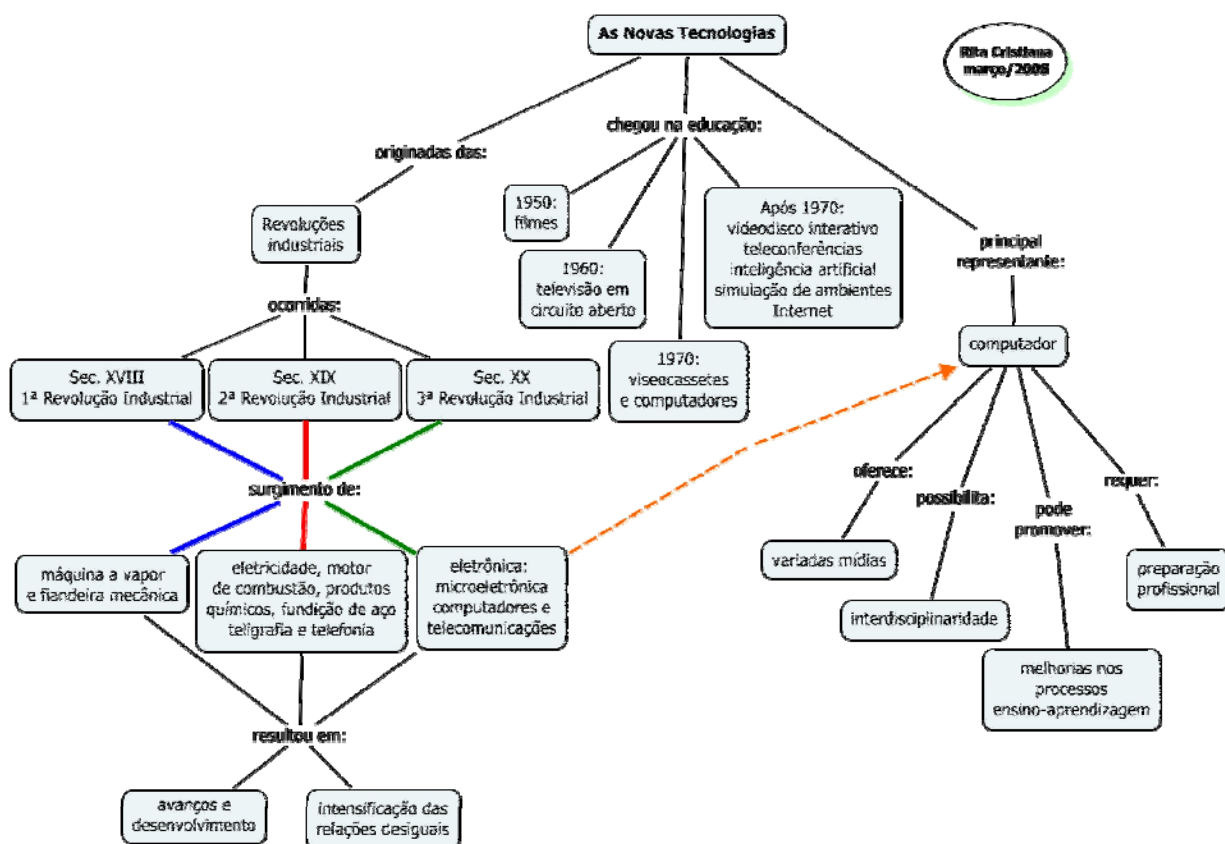 As Novas Tecnologias
Rita Cristiana
março/2006
chegou na educação:
originadas das:
principal
representante:
Revoluções
industriais
1950:
filmes
1960:
televisão em
circuito aberto
1970:
viseocassetes
e computadores
Após 1970:
videodisco interativo
teleconferências
inteligência artificial
simulação de ambientes
Internet
computador
ocorridas:
Sec. XVIII
1ª Revolução Industrial
Sec. XIX
2ª Revolução Industrial
Sec. XX
3ª Revolução Industrial
surgimento de:
máquina a vapor
e fiandeira mecânica
eletricidade, motor
de combustão, produtos
químicos, fundição de aço
teligrafia e telefonia
eletrônica:
microeletrônica
computadores e
telecomunicações
resultou em:
avanços e
desenvolvimento
intensificação das
relações desiguais
oferece:
possibilita:
pode
promover:
requer:
variadas mídias
interdisciplinaridade
melhorias nos
processos
ensino-aprendizagem
preparação
profissional